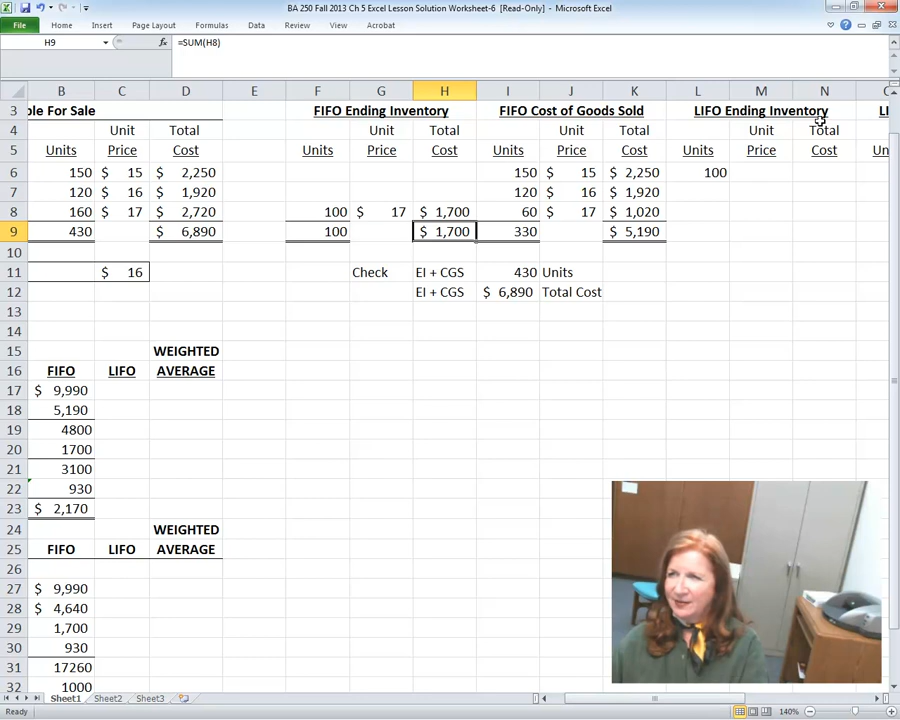 BA 250 Fall 2013 Ch 5 Excel Lesson Solution Worksheet-6 [Read-Only] - Microsoft Excel
File Home Insert Page Layout Formulas Data Review View Acrobat
H9 fx =SUM(H8)
B C D E F G H I J K L M N
3 ble For Sale FIFO Ending Inventory FIFO Cost of Goods Sold LIFO Ending Inventory LI
4 Unit Total Unit Total Unit Total Unit Total
5 Units Price Cost Units Price Cost Units Price Cost Units Price Cost Un
6 150 $ 15 $ 2,250 150 $ 15 $ 2,250 100
7 120 $ 16 $ 1,920 120 $ 16 $ 1,920
8 160 $ 17 $ 2,720 100 $ 17 $ 1,700 60 $ 17 $ 1,020
9 430 $ 6,890 100 $ 1,700 330 $ 5,190
10
11 $ 16 Check EI + CGS 430 Units
12 EI + CGS $ 6,890 Total Cost
13
14
15 WEIGHTED
16 FIFO LIFO AVERAGE
17 $ 9,990
18 5,190
19 4800
20 1700
21 3100
22 930
23 $ 2,170
24 WEIGHTED
25 FIFO LIFO AVERAGE
26
27 $ 9,990
28 $ 4,640
29 1,700
30 930
31 17260
32 1000
Sheet1 Sheet2 Sheet3
Ready 140%